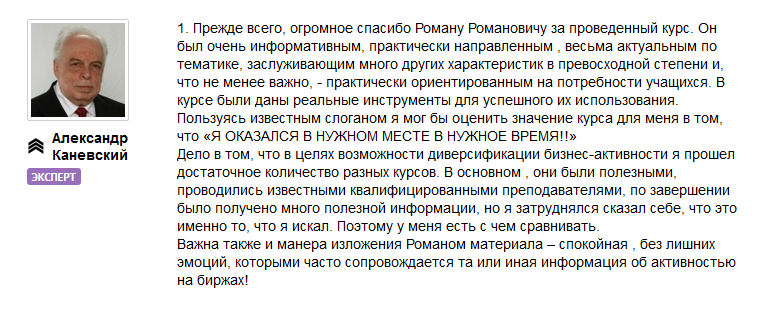 Александр
Каневский
ЭКСПЕРТ
1. Прежде всего, огромное спасибо Роману Романовичу за проведенный курс. Он
был очень информативным, практически направленным , весьма актуальным по
тематике, заслуживающим много других характеристик в превосходной степени и,
что не менее важно, - практически ориентированным на потребности учащихся. В
курсе были даны реальные инструменты для успешного их использования.
Пользуясь известным слоганом я мог бы оценить значение курса для меня в том,
что «Я ОКАЗАЛСЯ В НУЖНОМ МЕСТЕ В НУЖНОЕ ВРЕМЯ!!»
Дело в том, что в целях возможности диверсификации бизнес-активности я прошел
достаточное количество разных курсов. В основном , они были полезными,
проводились известными квалифицированными преподавателями, по завершении
было получено много полезной информации, но я затруднялся сказал себе, что это
именно то, что я искал. Поэтому у меня есть с чем сравнивать.
Важна также и манера изложения Романом материала – спокойная , без лишних
эмоций, которыми часто сопровождается та или иная информация об активностью
на биржах!